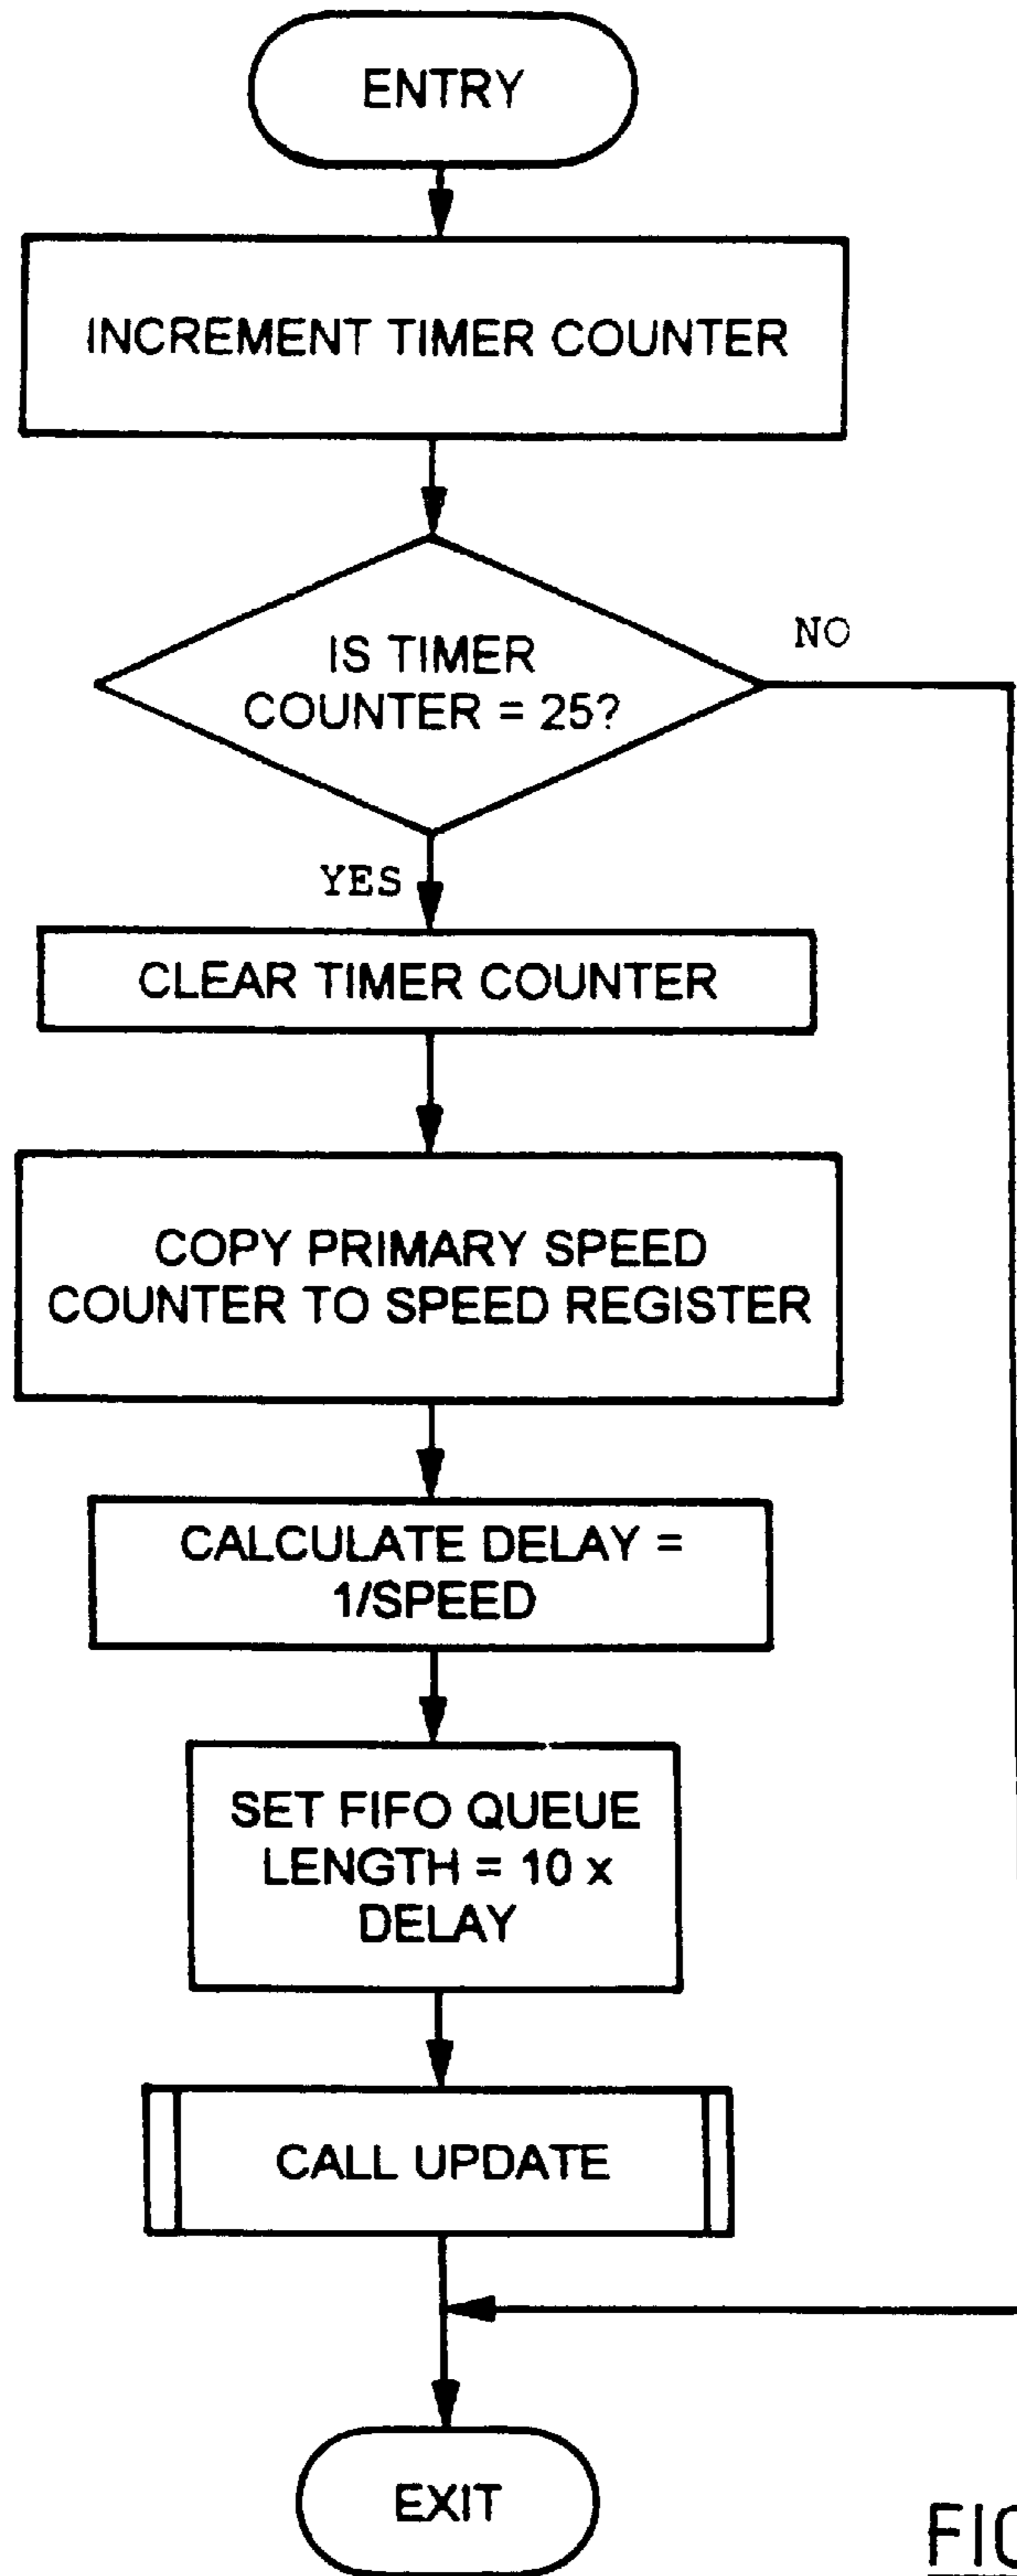 ENTRY
INCREMENT TIMER COUNTER
IS TIMER
COUNTER = 25?
NO
YES
CLEAR TIMER COUNTER
COPY PRIMARY SPEED
COUNTER TO SPEED REGISTER
CALCULATE DELAY =
1/SPEED
SET FIFO QUEUE
LENGTH = 10 x
DELAY
CALL UPDATE
EXIT